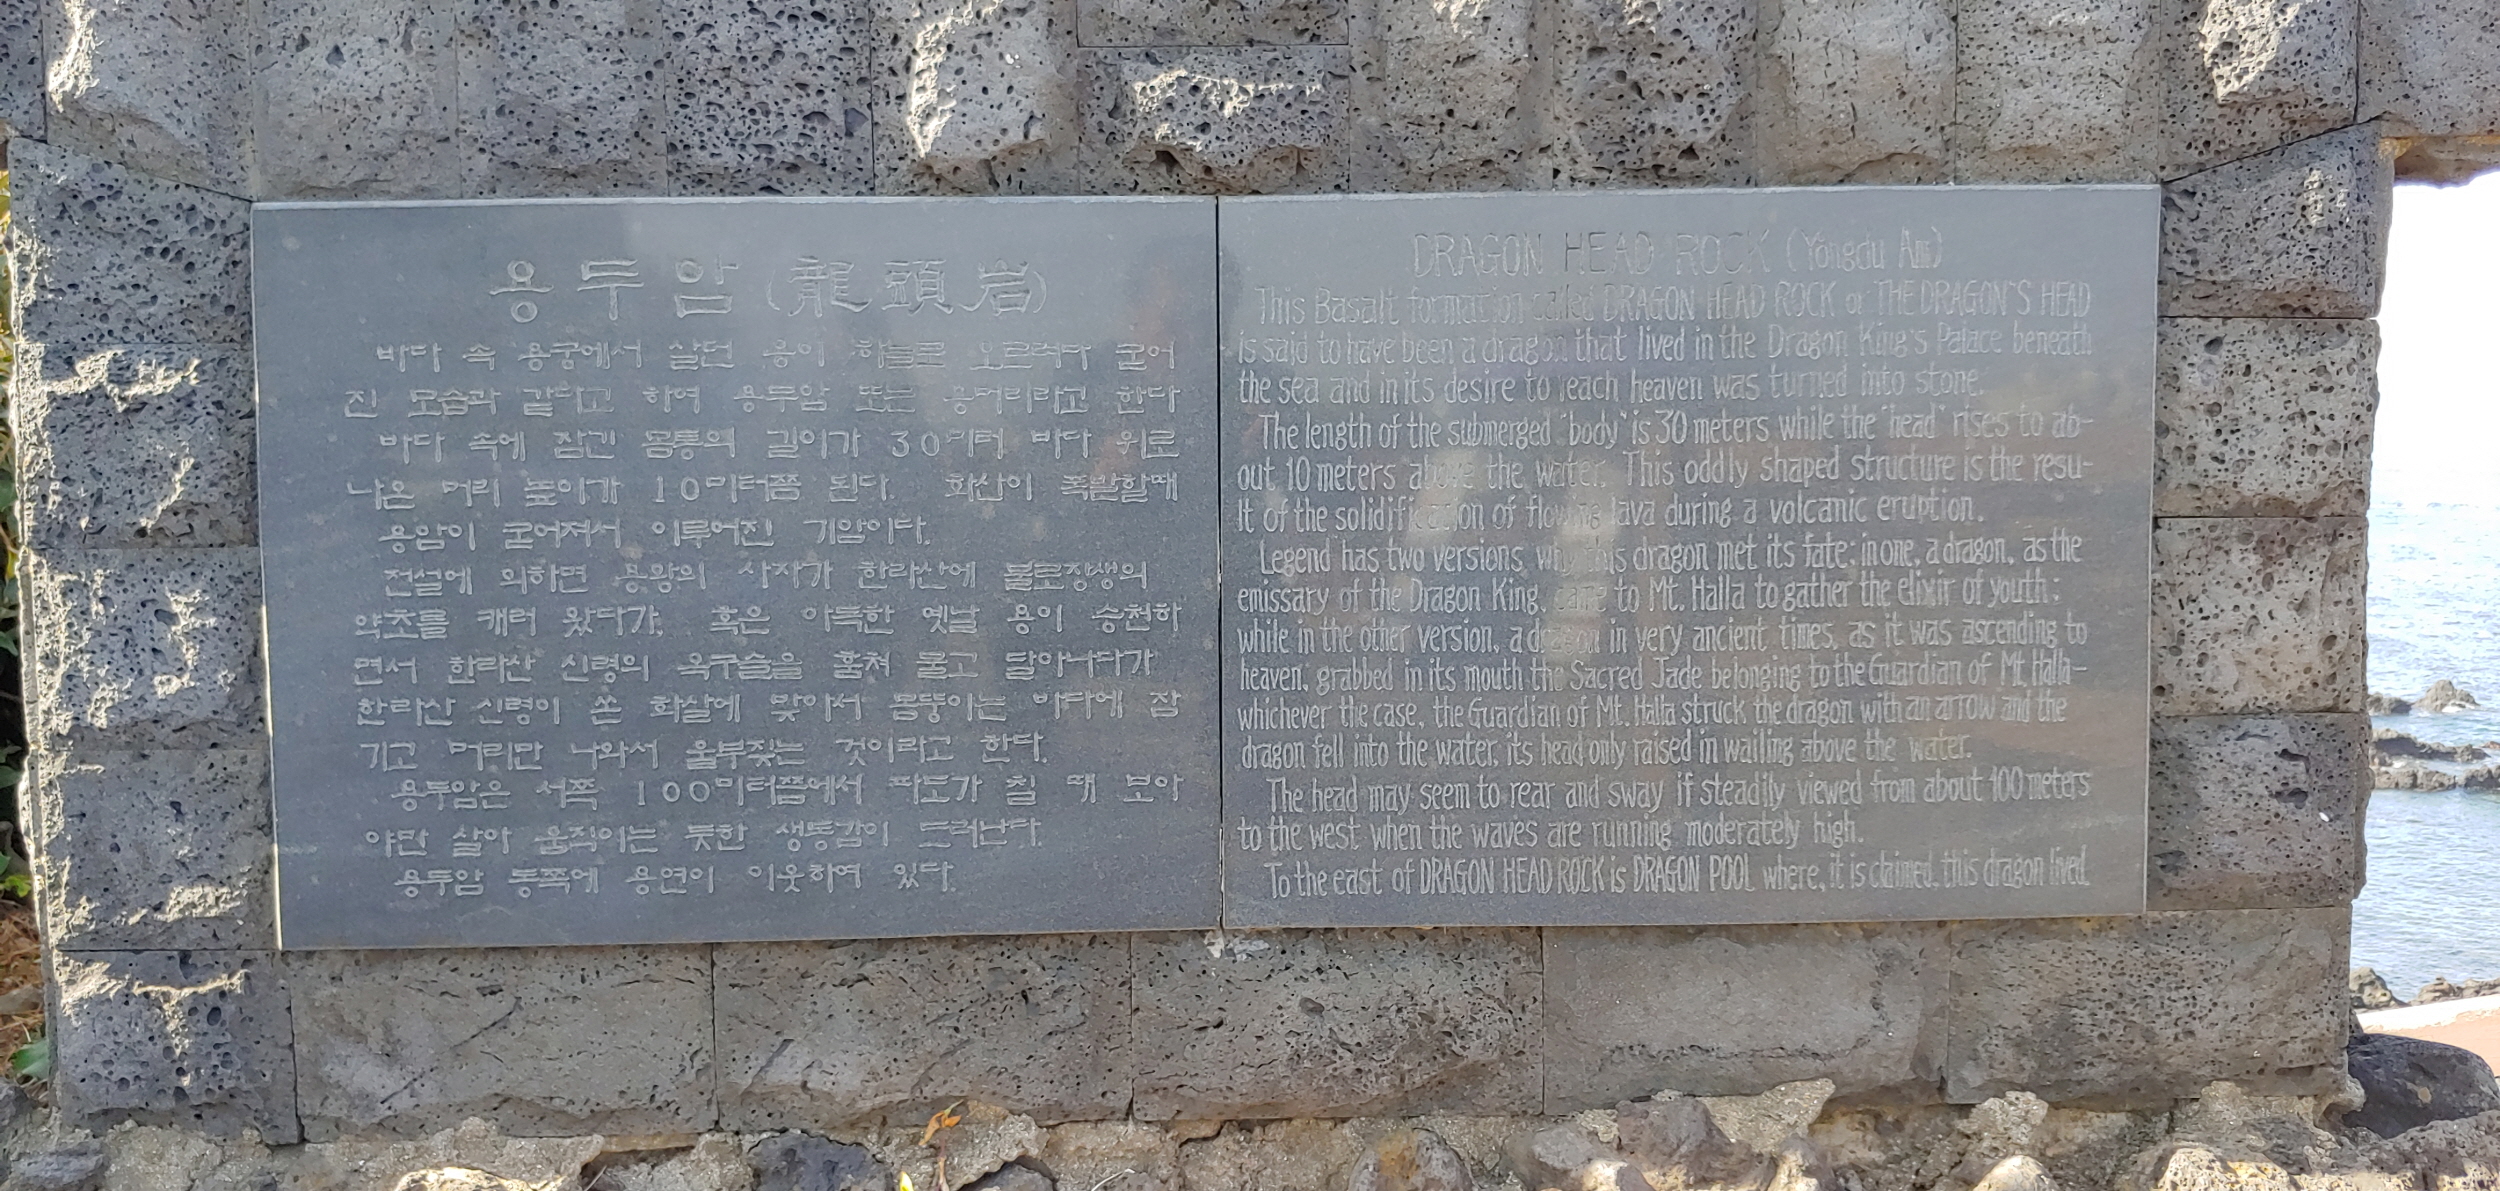 용두암 (龍頭岩)
바다 속 용궁에서 살던 용이 하늘로 오르려다 굳어
진 모습과 같다고 하여 용두암 또는 용머리라고 한다
바다 속에 잠긴 몸통의 길이가 30미터 바다 위로
나온 머리 높이가 10미터쯤 된다. 화산이 폭발할때
용암이 굳어져서 이루어진 기암이다.
전설에 의하면 용왕의 사자가 한라산에 불로장생의
약초를 캐러 왔다가, 혹은 아득한 옛날 용이 승천하
면서 한라산 신령의 옥구슬을 훔쳐 물고 달아나다가
한라산 신령이 쏜 화살에 맞아서 몸뚱이는 바다에 잠
기고 머리만 나와서 울부짖는 것이라고 한다.
용두암은 서쪽 100미터쯤에서 파도가 칠 때 보아
야만 살아 움직이는 듯한 생동감이 드러난다.
용두암 동쪽에 용연이 이웃하여 있다.
DRAGON HEAD ROCK (Yongdu Am)
This Basalt formation called DRAGON HEAD ROCK or THE DRAGON'S HEAD
is said to have been a dragon that lived in the Dragon King's Palace beneath
the sea and in its desire to reach heaven was turned into stone.
The length of the submerged "body" is 30 meters while the "head" rises to ab-
out 10 meters above the water. This oddly shaped structure is the resu-
lt of the solidification of flowing lava during a volcanic eruption.
Legend has two versions why this dragon met its fate; in one, a dragon, as the
emissary of the Dragon King, came to Mt. Halla to gather the elixir of youth;
while in the other version, a dragon in very ancient times, as it was ascending to
heaven, grabbed in its mouth the Sacred Jade belonging to the Guardian of Mt. Halla-
whichever the case, the Guardian of Mt. Halla struck the dragon with an arrow and the
dragon fell into the water, its head only raised in wailing above the water.
The head may seem to rear and sway if steadily viewed from about 100 meters
to the west when the waves are running moderately high.
To the east of DRAGON HEAD ROCK is DRAGON POOL where, it is claimed, this dragon lived.